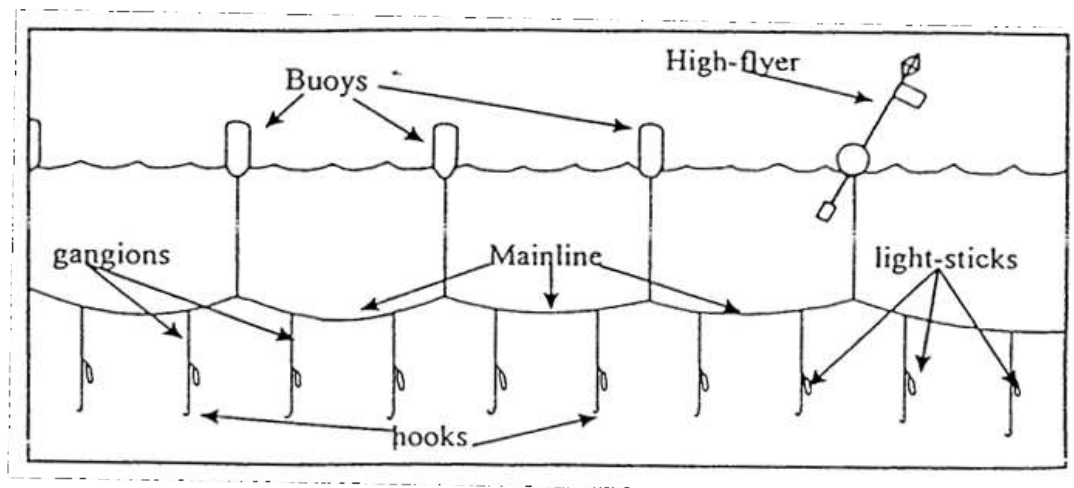 High-flyer
Buoys
gangions
Mainline
light-sticks
hooks